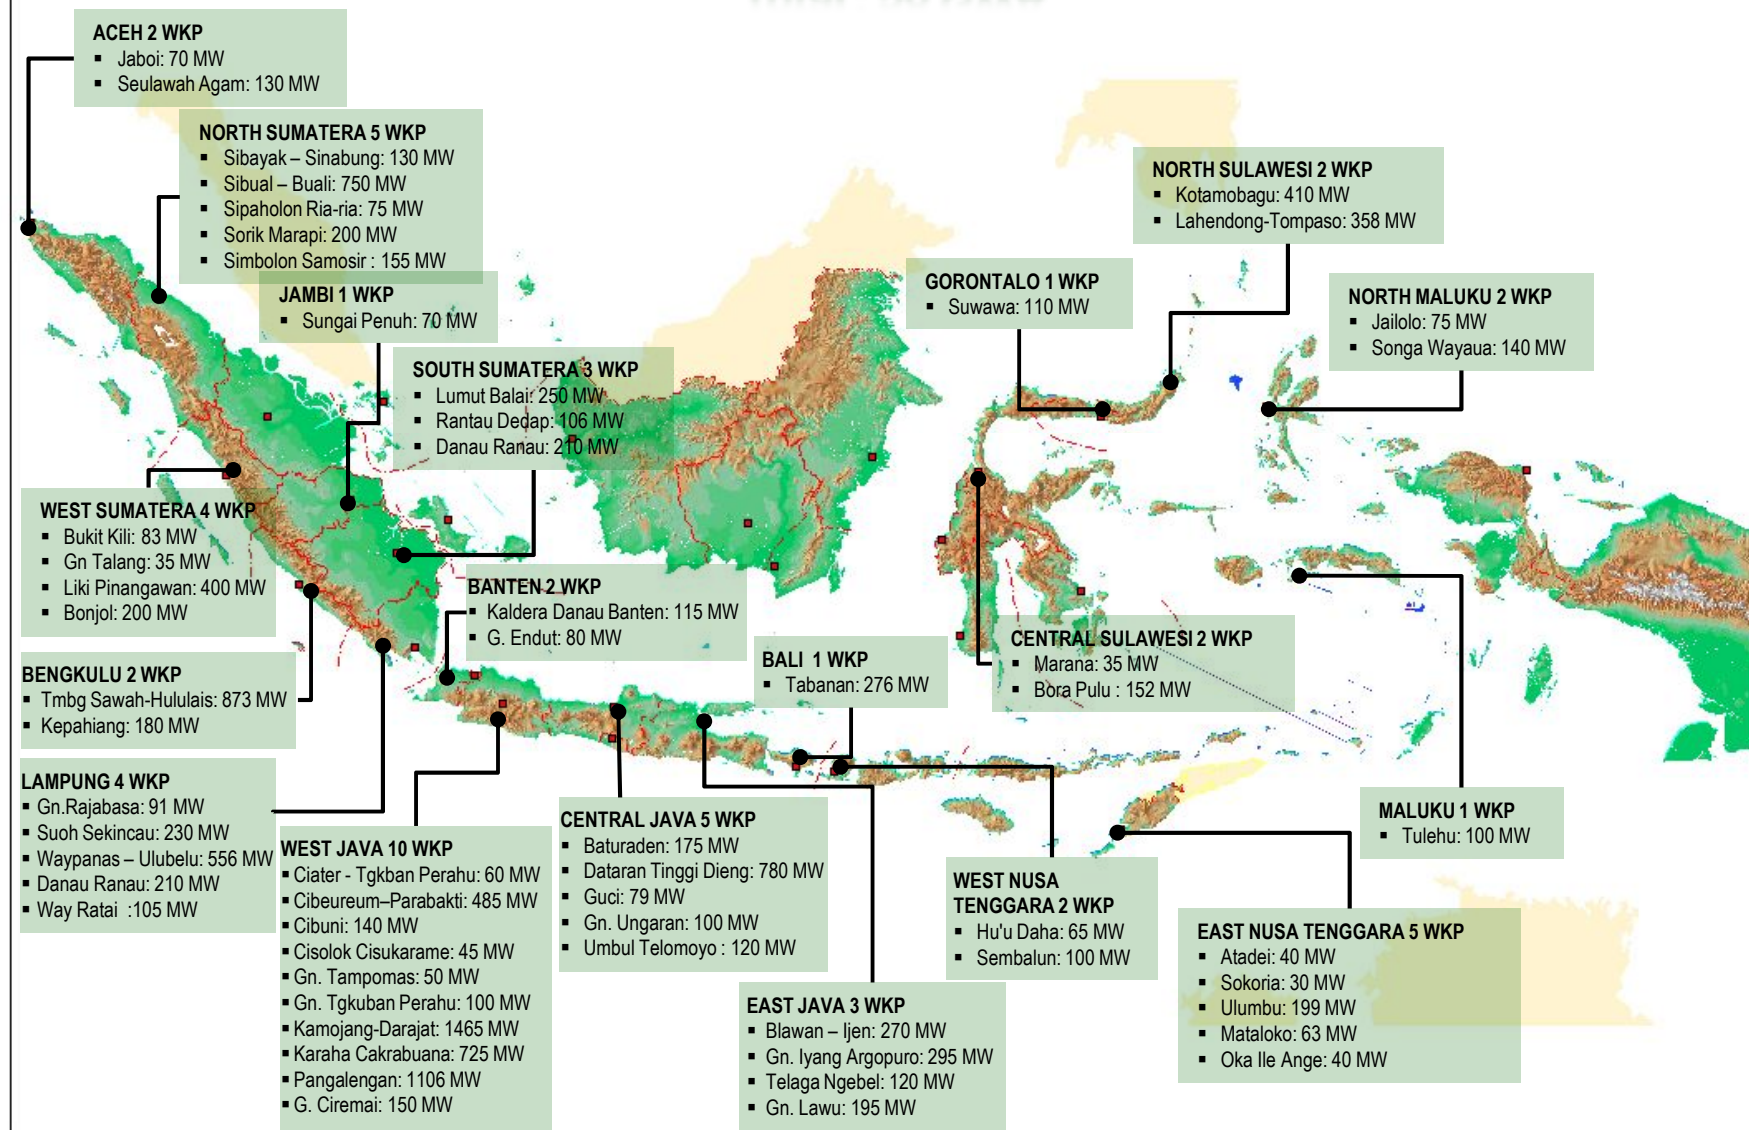 ACEH 2 WKP
▪ Jaboi: 70 MW
▪ Seulawah Agam: 130 MW
NORTH SUMATERA 5 WKP
▪ Sibayak – Sinabung: 130 MW
▪ Sibual – Buali: 750 MW
▪ Sipaholon Ria-ria: 75 MW
▪ Sorik Marapi: 200 MW
▪ Simbolon Samosir : 155 MW
JAMBI 1 WKP
▪ Sungai Penuh: 70 MW
SOUTH SUMATERA 3 WKP
▪ Lumut Balai: 250 MW
▪ Rantau Dedap: 106 MW
▪ Danau Ranau: 210 MW
NORTH SULAWESI 2 WKP
▪ Kotamobagu: 410 MW
▪ Lahendong-Tompaso: 358 MW
GORONTALO 1 WKP
▪ Suwawa: 110 MW
NORTH MALUKU 2 WKP
▪ Jailolo: 75 MW
▪ Songa Wayaua: 140 MW
WEST SUMATERA 4 WKP
▪ Bukit Kili: 83 MW
▪ Gn Talang: 35 MW
▪ Liki Pinangawan: 400 MW
▪ Bonjol: 200 MW
BANTEN 2 WKP
▪ Kaldera Danau Banten: 115 MW
▪ G. Endut: 80 MW
BENGKULU 2 WKP
▪ Tmbg Sawah-Hululais: 873 MW
▪ Kepahiang: 180 MW
BALI 1 WKP
▪ Tabanan: 276 MW
CENTRAL SULAWESI 2 WKP
▪ Marana: 35 MW
▪ Bora Pulu : 152 MW
LAMPUNG 4 WKP
▪ Gn.Rajabasa: 91 MW
▪ Suoh Sekincau: 230 MW
▪ Waypanas – Ulubelu: 556 MW
▪ Danau Ranau: 210 MW
▪ Way Ratai :105 MW
WEST JAVA 10 WKP
▪ Ciater - Tgkban Perahu: 60 MW
▪ Cibeureum–Parabakti: 485 MW
▪ Cibuni: 140 MW
▪ Cisolok Cisukarame: 45 MW
▪ Gn. Tampomas: 50 MW
▪ Gn. Tgkuban Perahu: 100 MW
▪ Kamojang-Darajat: 1465 MW
▪ Karaha Cakrabuana: 725 MW
▪ Pangalengan: 1106 MW
▪ G. Ciremai: 150 MW
CENTRAL JAVA 5 WKP
▪ Baturaden: 175 MW
▪ Dataran Tinggi Dieng: 780 MW
▪ Guci: 79 MW
▪ Gn. Ungaran: 100 MW
▪ Umbul Telomoyo : 120 MW
EAST JAVA 3 WKP
▪ Blawan – Ijen: 270 MW
▪ Gn. Iyang Argopuro: 295 MW
▪ Telaga Ngebel: 120 MW
▪ Gn. Lawu: 195 MW
WEST NUSA
TENGGARA 2 WKP
▪ Hu'u Daha: 65 MW
▪ Sembalun: 100 MW
MALUKU 1 WKP
▪ Tulehu: 100 MW
EAST NUSA TENGGARA 5 WKP
▪ Atadei: 40 MW
▪ Sokoria: 30 MW
▪ Ulumbu: 199 MW
▪ Mataloko: 63 MW
▪ Oka Ile Ange: 40 MW